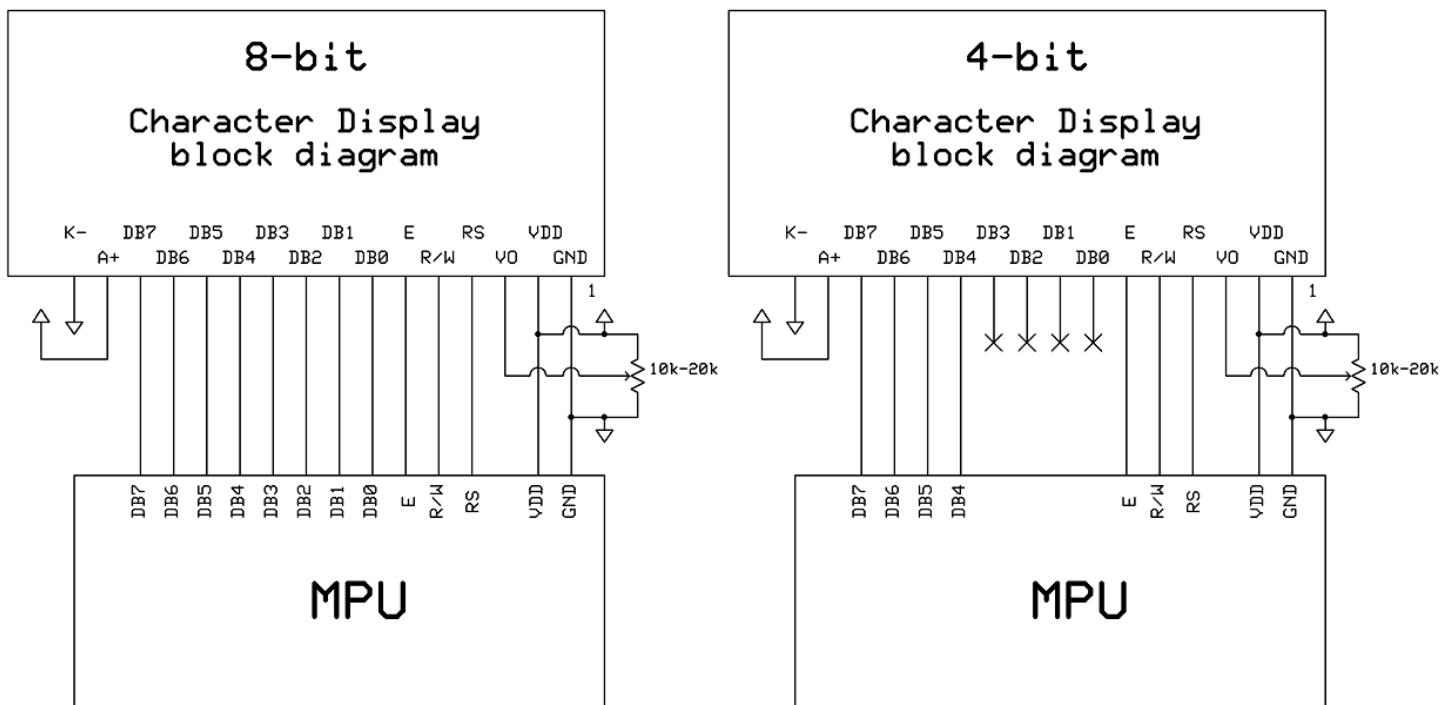 8-bit
Character Display
block diagram
K- DB7 DB5 DB3 DB1 E RS VDD
A+ DB6 DB4 DB2 DB0 R/W VO GND
1
10k-20k
DB7 DB6 DB5 DB4 DB3 DB2 DB1 DB0 E R/W RS VDD GND
MPU
4-bit
Character Display
block diagram
K- DB7 DB5 DB3 DB1 E RS VDD
A+ DB6 DB4 DB2 DB0 R/W VO GND
1
10k-20k
DB7 DB6 DB5 DB4 E R/W RS VDD GND
MPU